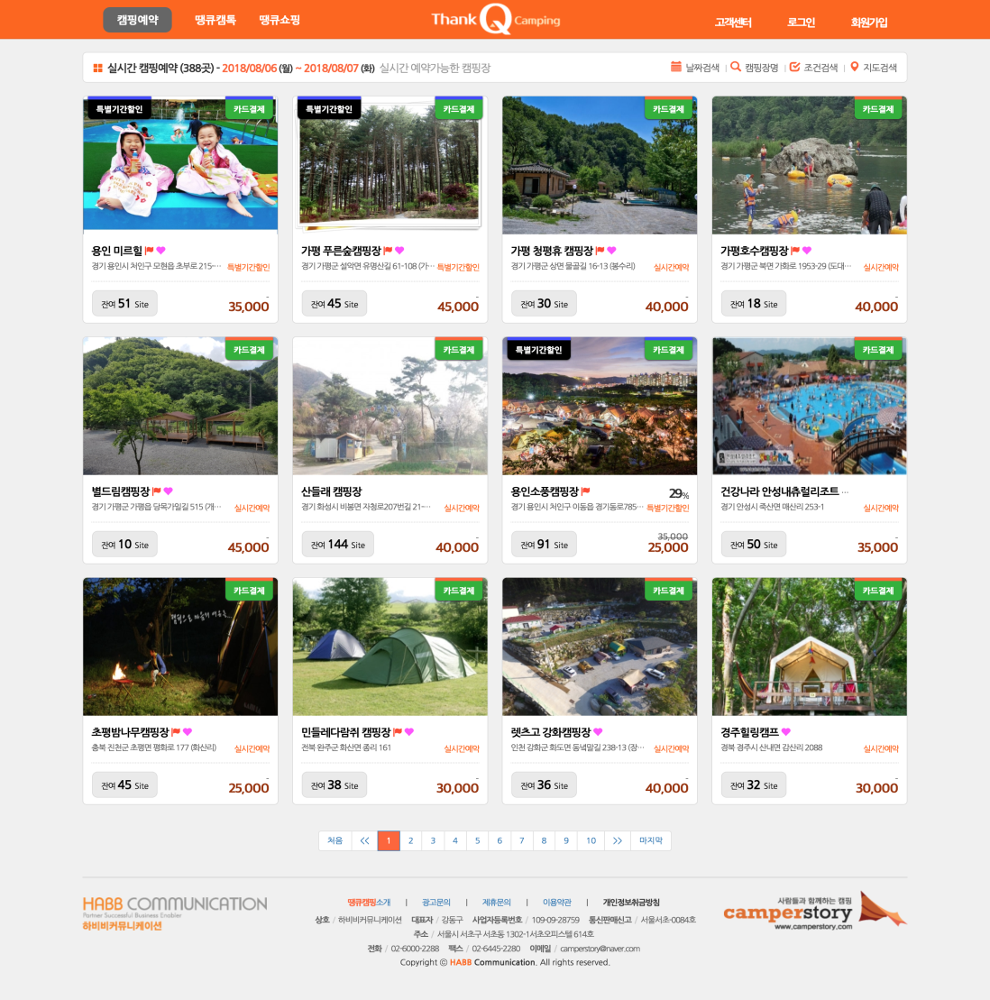 캠핑예약
땡큐캠톡
땡큐쇼핑
ThankQ Camping
고객센터
로그인
회원가입
실시간 캠핑예약 (388곳) - 2018/08/06 (월) ~ 2018/08/07 (화) 실시간 예약가능한 캠핑장
날짜검색 | 캠핑장명 | 조건검색 | 지도검색
특별기간할인
카드결제
용인 미르힐
경기 용인시 처인구 모현읍 초부로 215-…
특별기간할인
-
잔여 51 Site
35,000
특별기간할인
카드결제
가평 푸른숲캠핑장
경기 가평군 설악면 유명산길 61-108 (가…
특별기간할인
-
잔여 45 Site
45,000
카드결제
가평 청평휴 캠핑장
경기 가평군 상면 물골길 16-13 (봉수리)
실시간예약
-
잔여 30 Site
40,000
카드결제
가평호수캠핑장
경기 가평군 북면 가화로 1953-29 (도대…
실시간예약
-
잔여 18 Site
40,000
카드결제
별드림캠핑장
경기 가평군 가평읍 당목가일길 515 (개…
실시간예약
-
잔여 10 Site
45,000
카드결제
산들래 캠핑장
경기 화성시 비봉면 자청로207번길 21-…
실시간예약
-
잔여 144 Site
40,000
특별기간할인
카드결제
용인소풍캠핑장
29%
경기 용인시 처인구 이동읍 경기동로785…
특별기간할인
35,000
잔여 91 Site
25,000
카드결제
건강나라 안성내츄럴리조트 …
경기 안성시 죽산면 매산리 253-1
실시간예약
-
잔여 50 Site
35,000
카드결제
초평밤나무캠핑장
충북 진천군 초평면 평화로 177 (화산리)
실시간예약
-
잔여 45 Site
25,000
카드결제
민들레다람쥐 캠핑장
전북 완주군 화산면 종리 161
실시간예약
-
잔여 38 Site
30,000
카드결제
렛츠고 강화캠핑장
인천 강화군 화도면 동녘말길 238-13 (장…
실시간예약
-
잔여 36 Site
40,000
카드결제
경주힐링캠프
경북 경주시 산내면 감산리 2088
실시간예약
-
잔여 32 Site
30,000
처음 << 1 2 3 4 5 6 7 8 9 10 >> 마지막
HABB COMMUNICATION
Partner Successful Business Enabler
하비비커뮤니케이션
땡큐캠핑소개 | 광고문의 | 제휴문의 | 이용약관 | 개인정보취금방침
상호 / 하비비커뮤니케이션 대표자 / 강동구 사업자등록번호 / 109-09-28759 통신판매신고 / 서울서초-0084호
주소 / 서울시 서초구 서초동 1302-1서초오피스텔 614호
전화 / 02-6000-2288 팩스 / 02-6445-2280 이메일 / camperstory@naver.com
Copyright ⓒ HABB Communication. All rights reserved.
사람들과 함께하는 캠핑
camperstory
www.camperstory.com